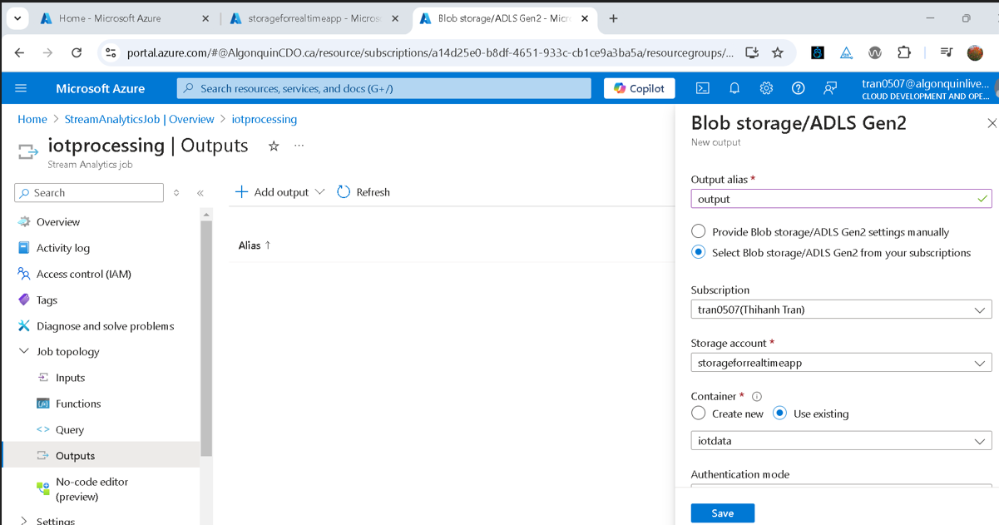 Home - Microsoft Azure
storageforrealtimeapp - Micros
Blob storage/ADLS Gen2 - Micr
portal.azure.com/#@AlgonquinCDO.ca/resource/subscriptions/a14d25e0-b8df-4651-933c-cb1ce9a3ba5a/resourcegroups/...
Microsoft Azure
Search resources, services, and docs (G+/)
Copilot
tran0507@algonquinlive...
CLOUD DEVELOPMENT AND OPE...
Home > StreamAnalyticsJob | Overview > iotprocessing
iotprocessing | Outputs
Stream Analytics job
Search
Overview
Activity log
Access control (IAM)
Tags
Diagnose and solve problems
Job topology
Inputs
Functions
Query
Outputs
No-code editor
(preview)
Settings
Add output
Refresh
Alias ↑
Blob storage/ADLS Gen2
New output
Output alias *
output
Provide Blob storage/ADLS Gen2 settings manually
Select Blob storage/ADLS Gen2 from your subscriptions
Subscription
tran0507(Thihanh Tran)
Storage account *
storageforrealtimeapp
Container *
Create new
Use existing
iotdata
Authentication mode
Save